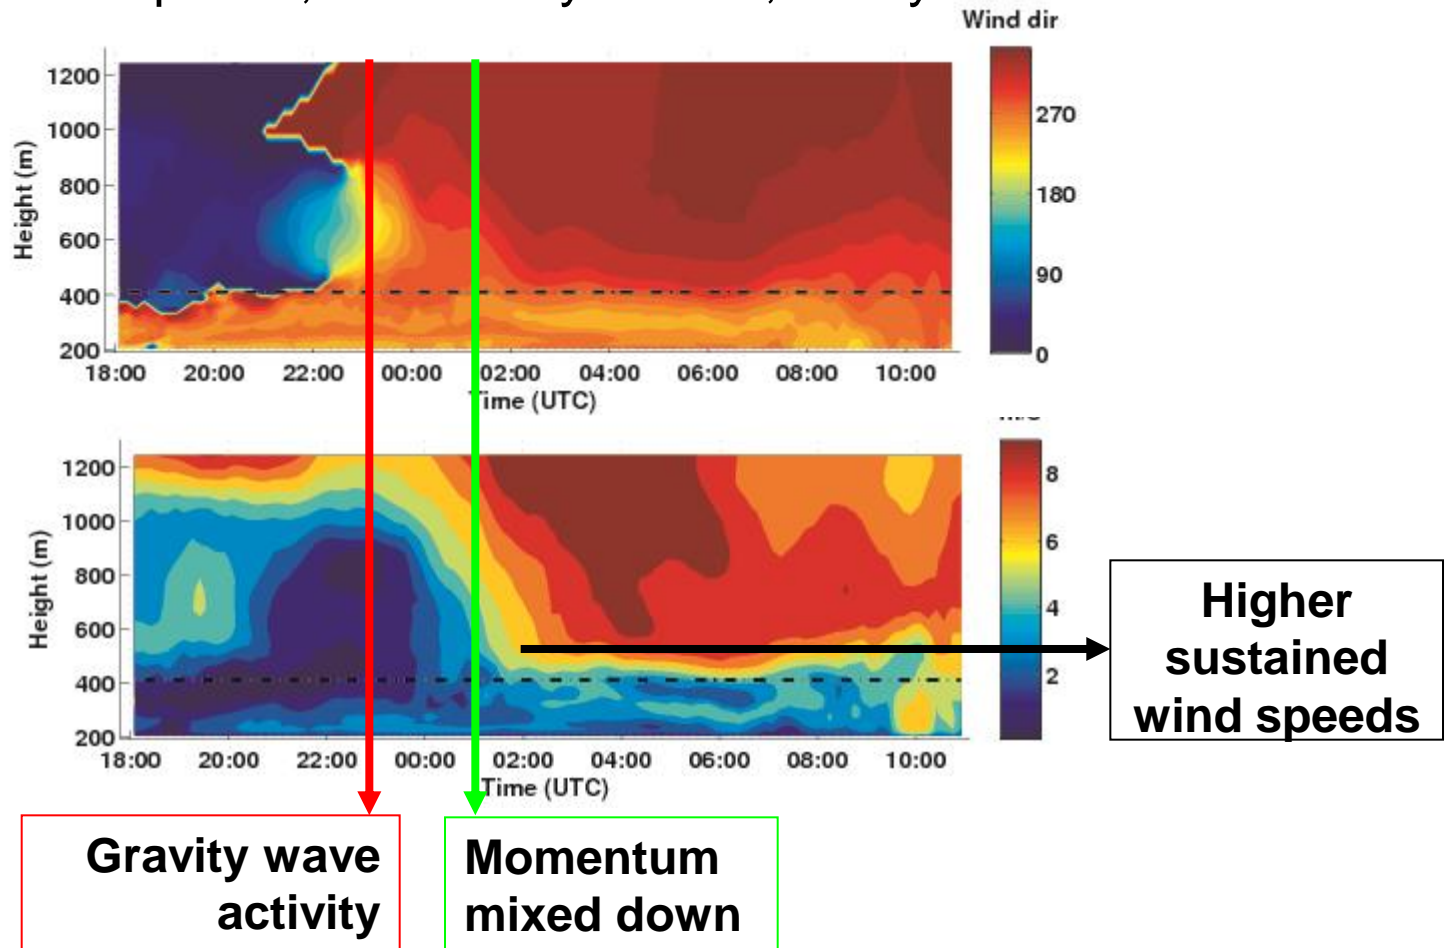 Wind dir
1200
1000
800
600
400
200
Height (m)
270
180
90
0
18:00 20:00 22:00 00:00 02:00 04:00 06:00 08:00 10:00
Time (UTC)
1200
1000
800
600
400
200
Height (m)
8
6
4
2
18:00 20:00 22:00 00:00 02:00 04:00 06:00 08:00 10:00
Time (UTC)
Higher
sustained
wind speeds
Gravity wave
activity
Momentum
mixed down